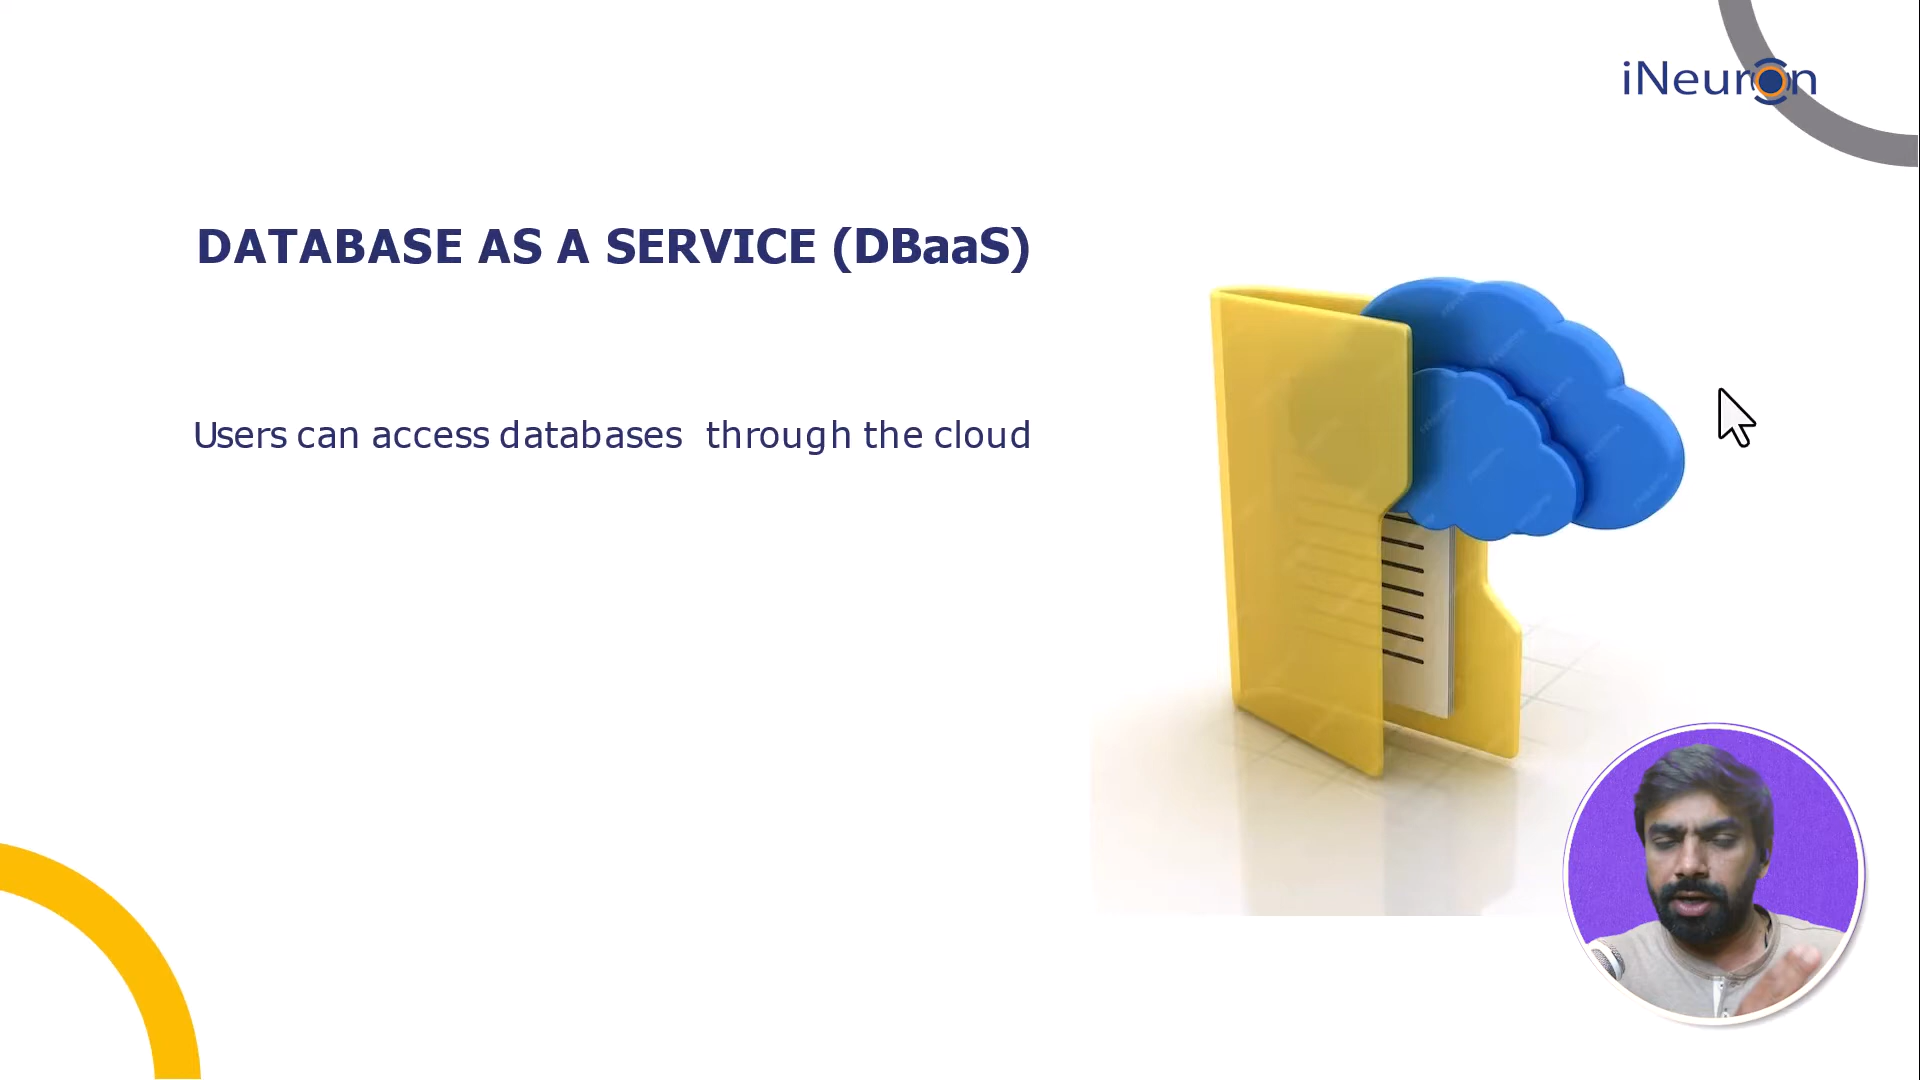 iNeuron
DATABASE AS A SERVICE (DBaaS)
Users can access databases through the cloud